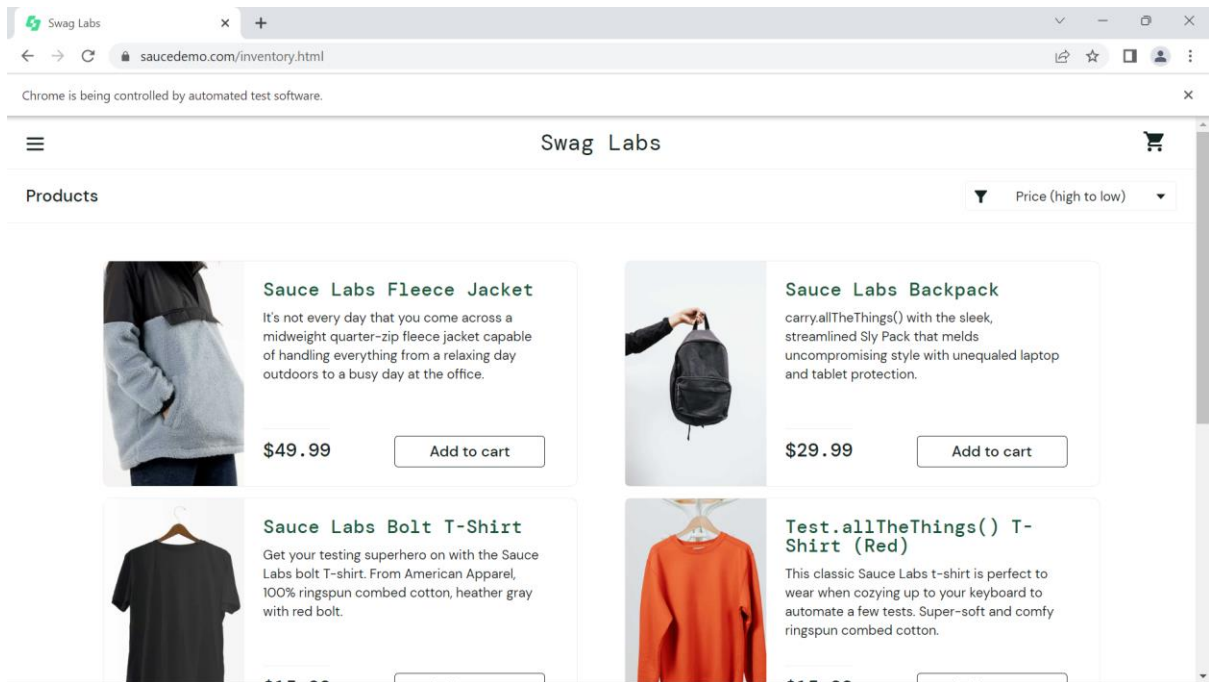 Swag Labs
saucedemo.com/inventory.html
Chrome is being controlled by automated test software.
Swag Labs
Products
Price (high to low)
Sauce Labs Fleece Jacket
It's not every day that you come across a
midweight quarter-zip fleece jacket capable
of handling everything from a relaxing day
outdoors to a busy day at the office.
$49.99
Add to cart
Sauce Labs Backpack
carry.allTheThings() with the sleek,
streamlined Sly Pack that melds
uncompromising style with unequaled laptop
and tablet protection.
$29.99
Add to cart
Sauce Labs Bolt T-Shirt
Get your testing superhero on with the Sauce
Labs bolt T-shirt. From American Apparel,
100% ringspun combed cotton, heather gray
with red bolt.
Test.allTheThings() T-
Shirt (Red)
This classic Sauce Labs t-shirt is perfect to
wear when cozying up to your keyboard to
automate a few tests. Super-soft and comfy
ringspun combed cotton.